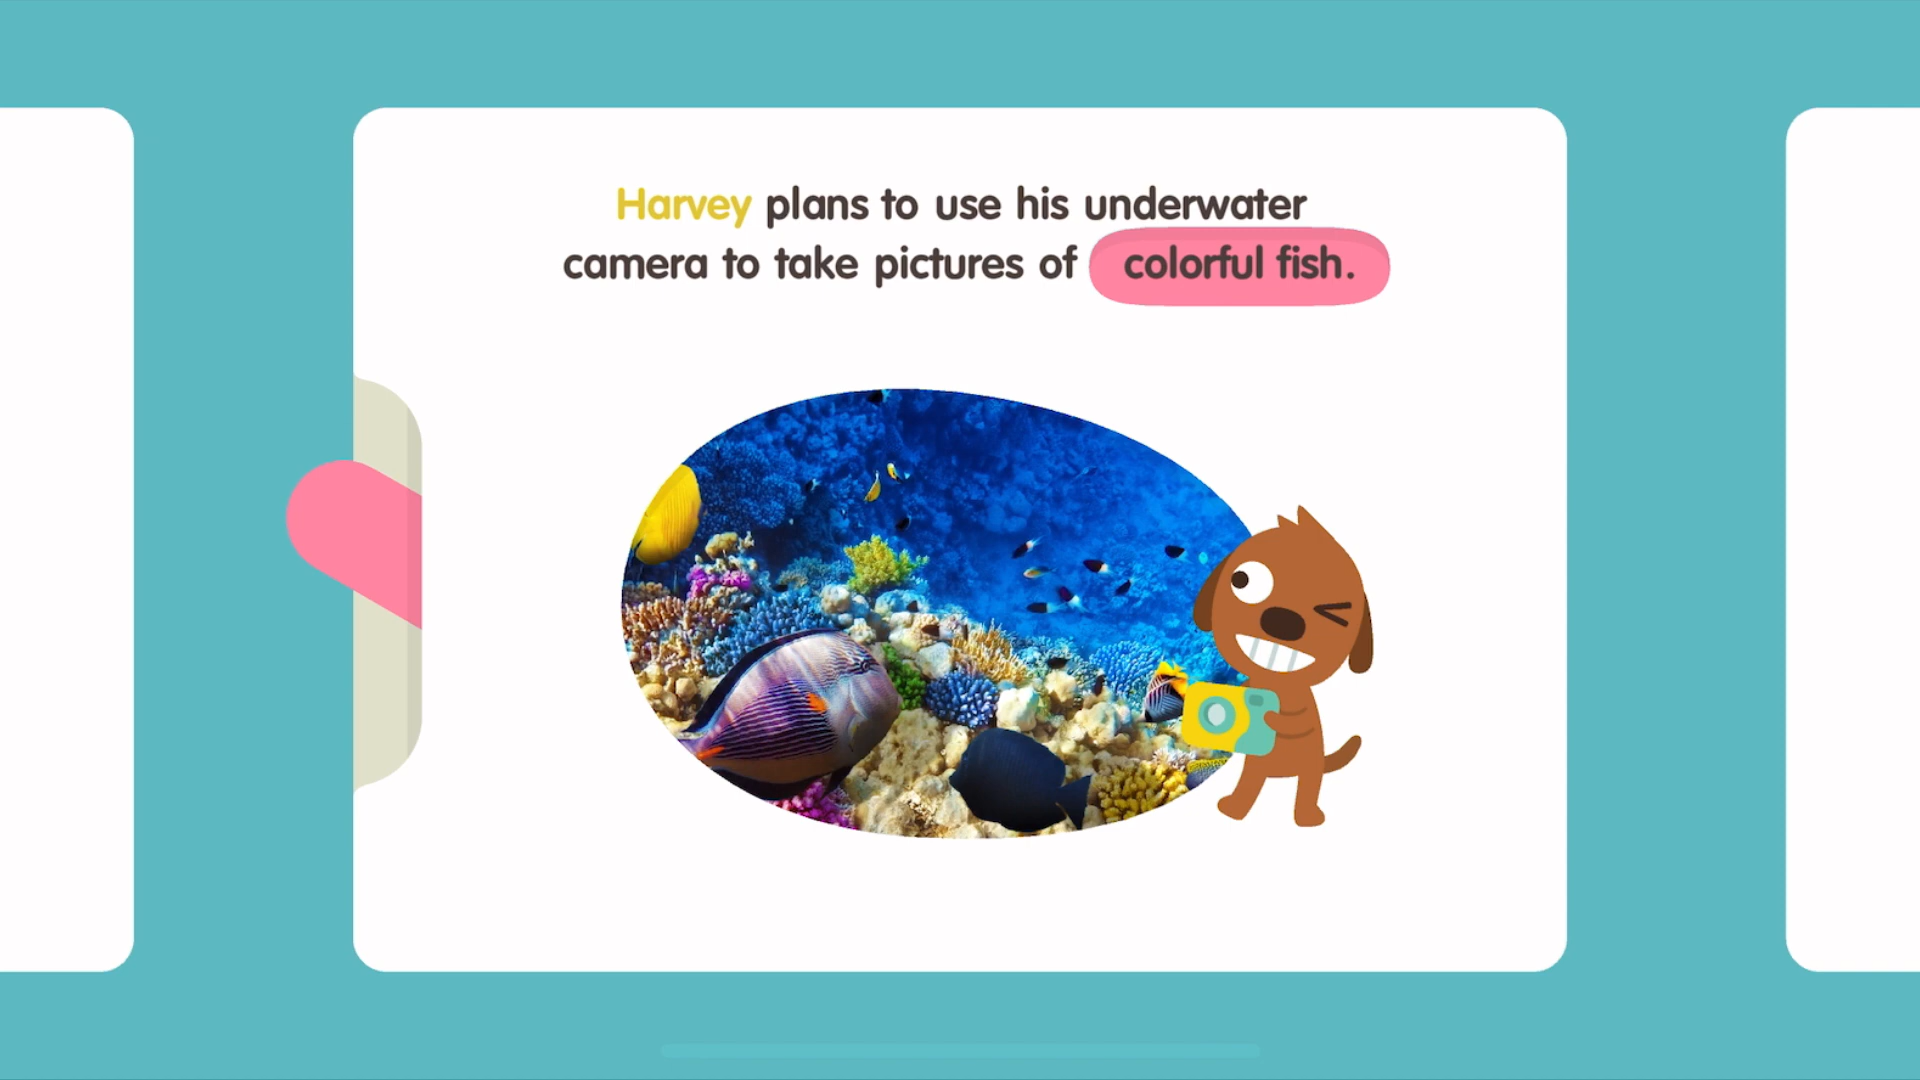 Harvey plans to use his underwater
camera to take pictures of colorful fish.